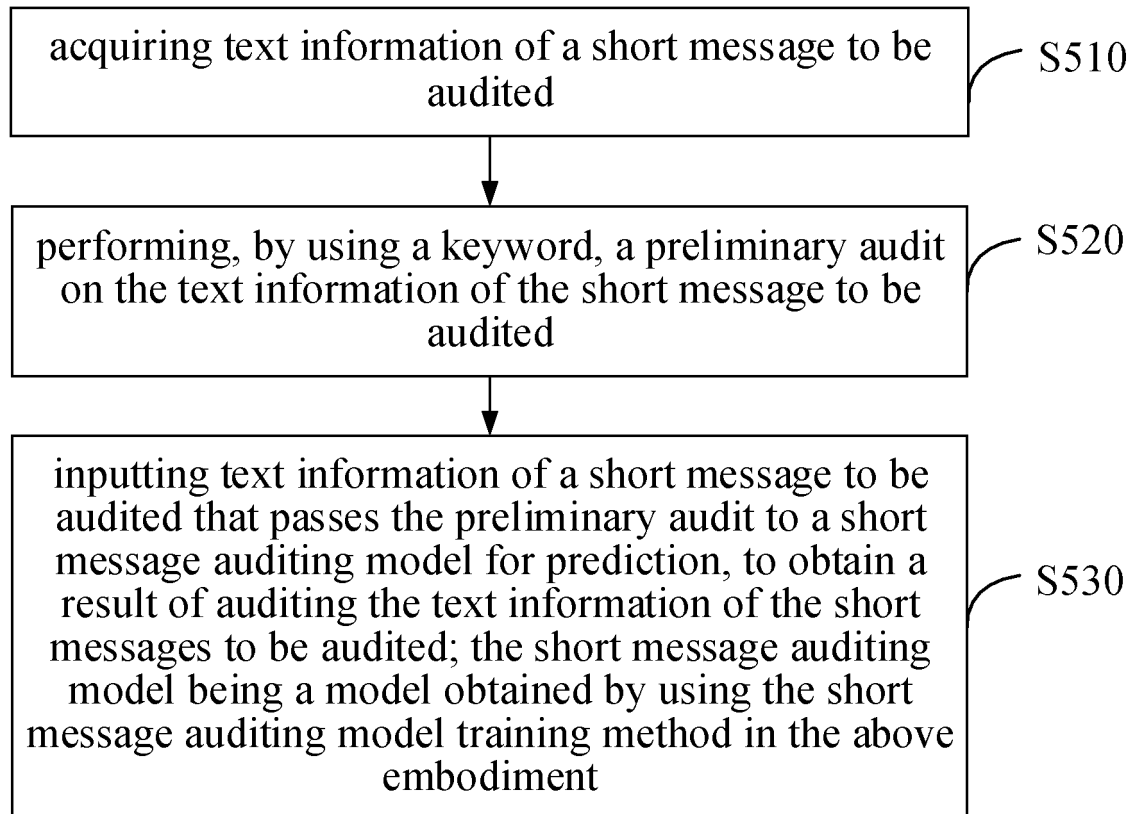 acquiring text information of a short message to be
audited
S510
performing, by using a keyword, a preliminary audit
on the text information of the short message to be
audited
S520
inputting text information of a short message to be
audited that passes the preliminary audit to a short
message auditing model for prediction, to obtain a
result of auditing the text information of the short
messages to be audited; the short message auditing
model being a model obtained by using the short
message auditing model training method in the above
embodiment
S530